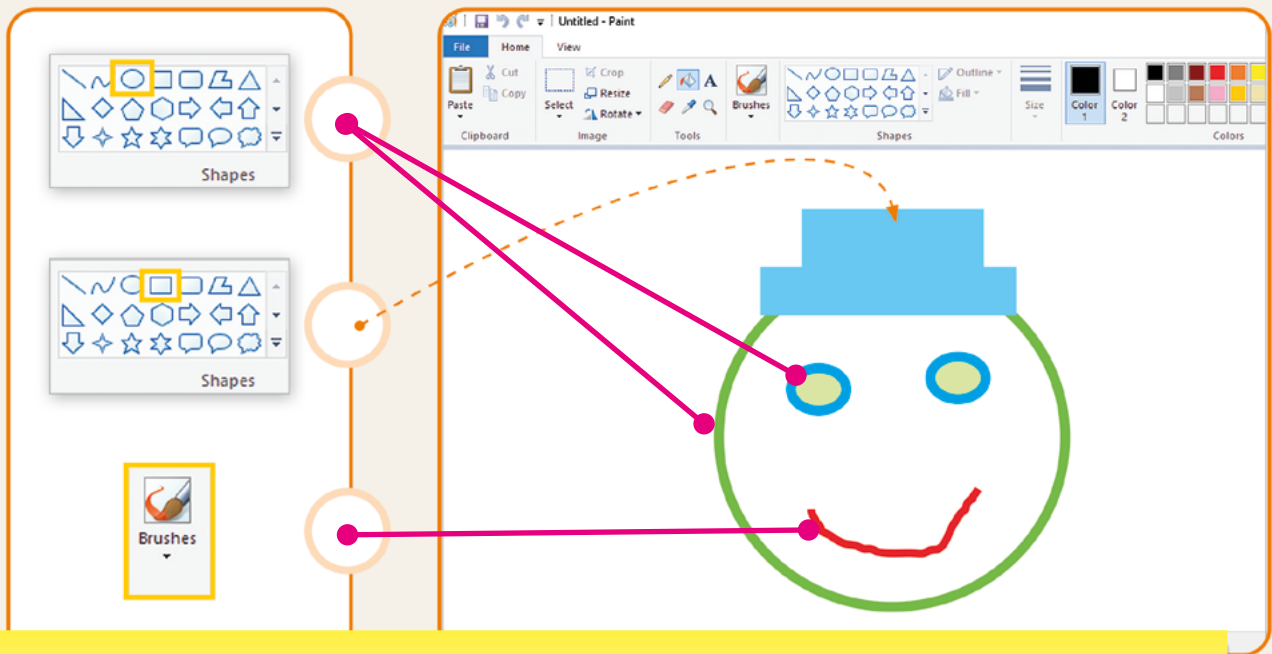 Shapes
Shapes
Brushes
Untitled - Paint
File Home View
Paste
Cut
Copy
Clipboard
Select
Crop
Resize
Rotate
Image
A
Tools
Brushes
Outline
Fill
Shapes
Size
Color 1
Color 2
Colors